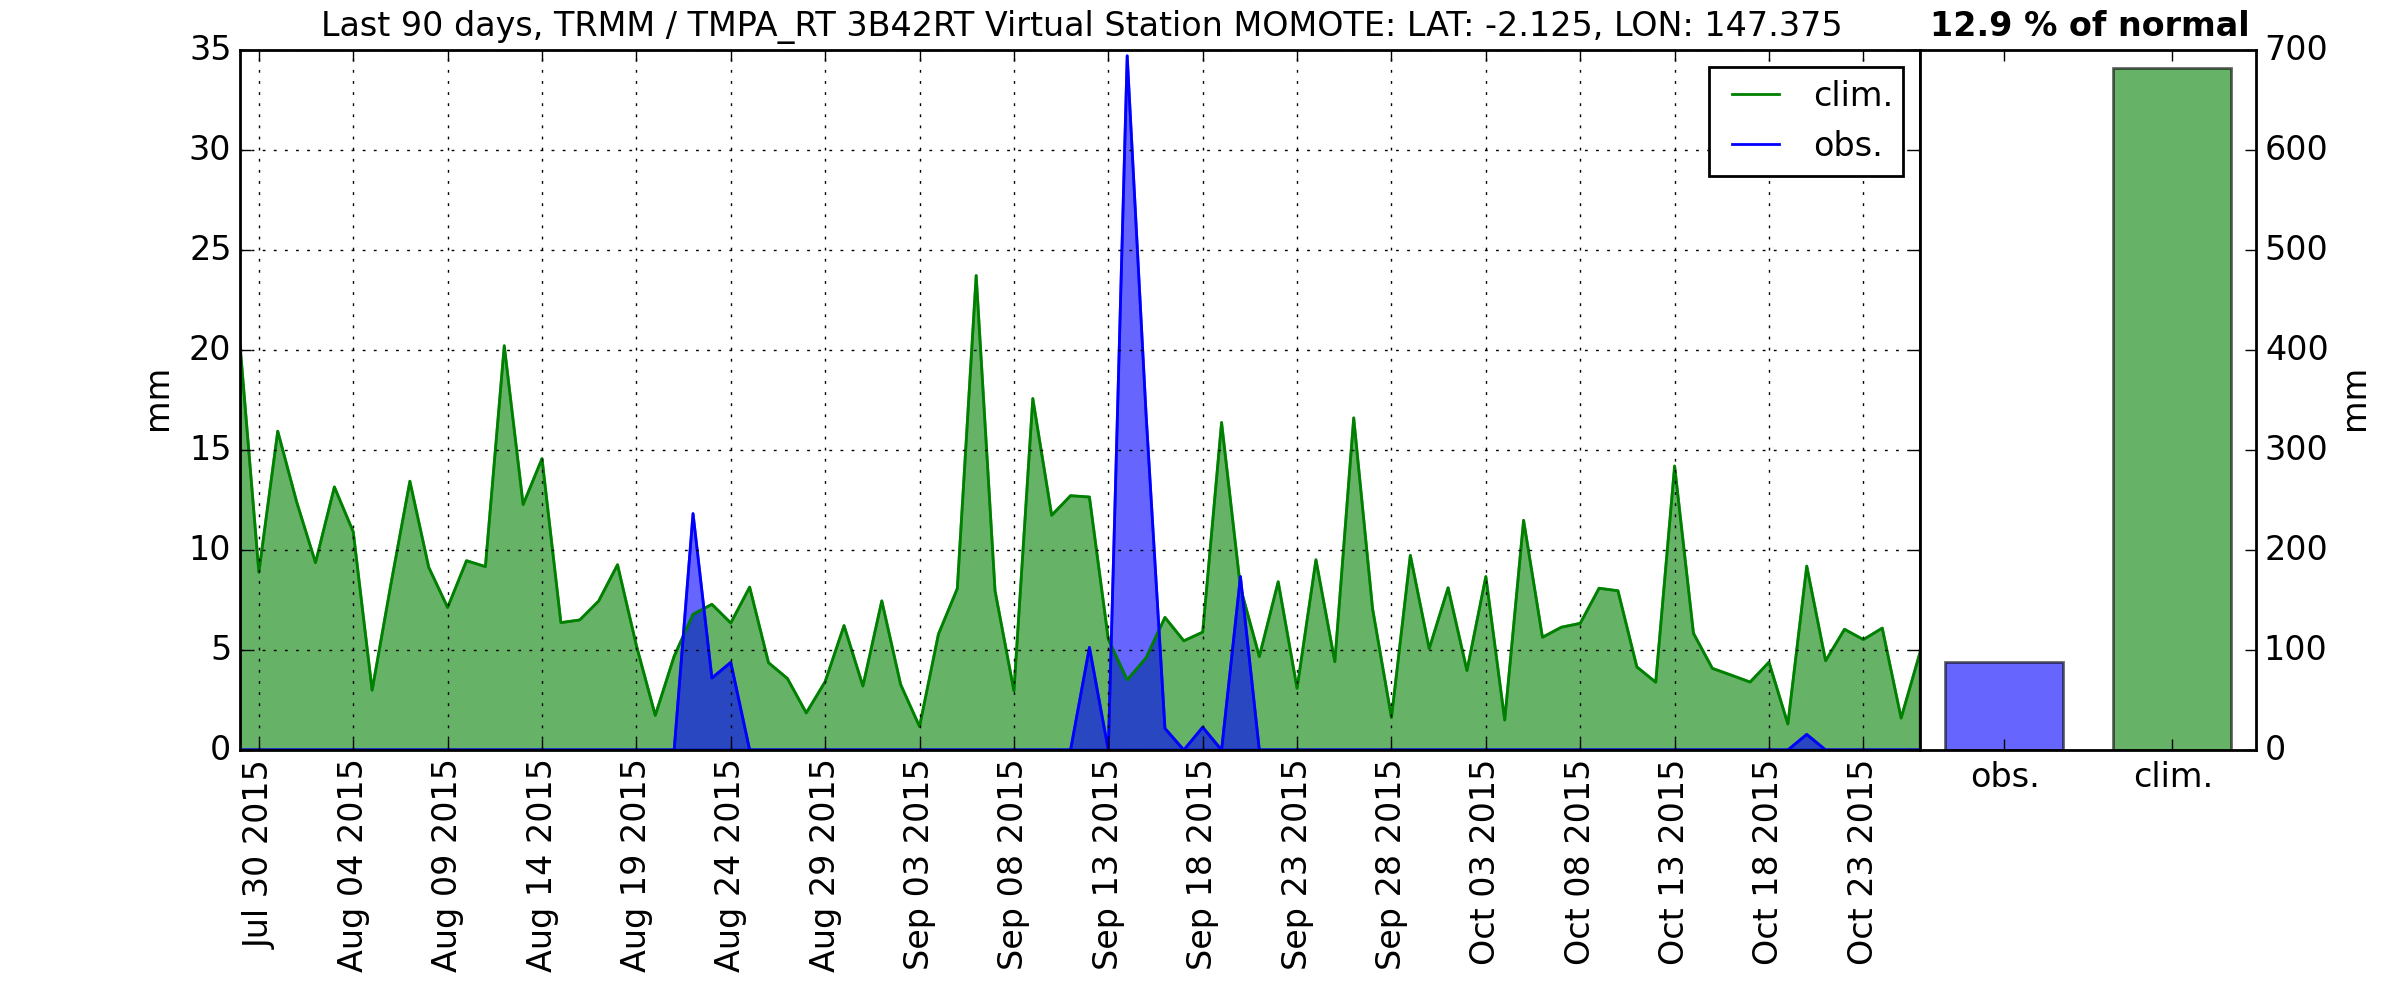 Last 90 days, TRMM / TMPA_RT 3B42RT Virtual Station MOMOTE: LAT: -2.125, LON: 147.375
12.9 % of normal
35
30
25
20
15
10
5
0
mm
clim.
obs.
Jul 30 2015
Aug 04 2015
Aug 09 2015
Aug 14 2015
Aug 19 2015
Aug 24 2015
Aug 29 2015
Sep 03 2015
Sep 08 2015
Sep 13 2015
Sep 18 2015
Sep 23 2015
Sep 28 2015
Oct 03 2015
Oct 08 2015
Oct 13 2015
Oct 18 2015
Oct 23 2015
700
600
500
400
300
200
100
0
mm
obs.
clim.